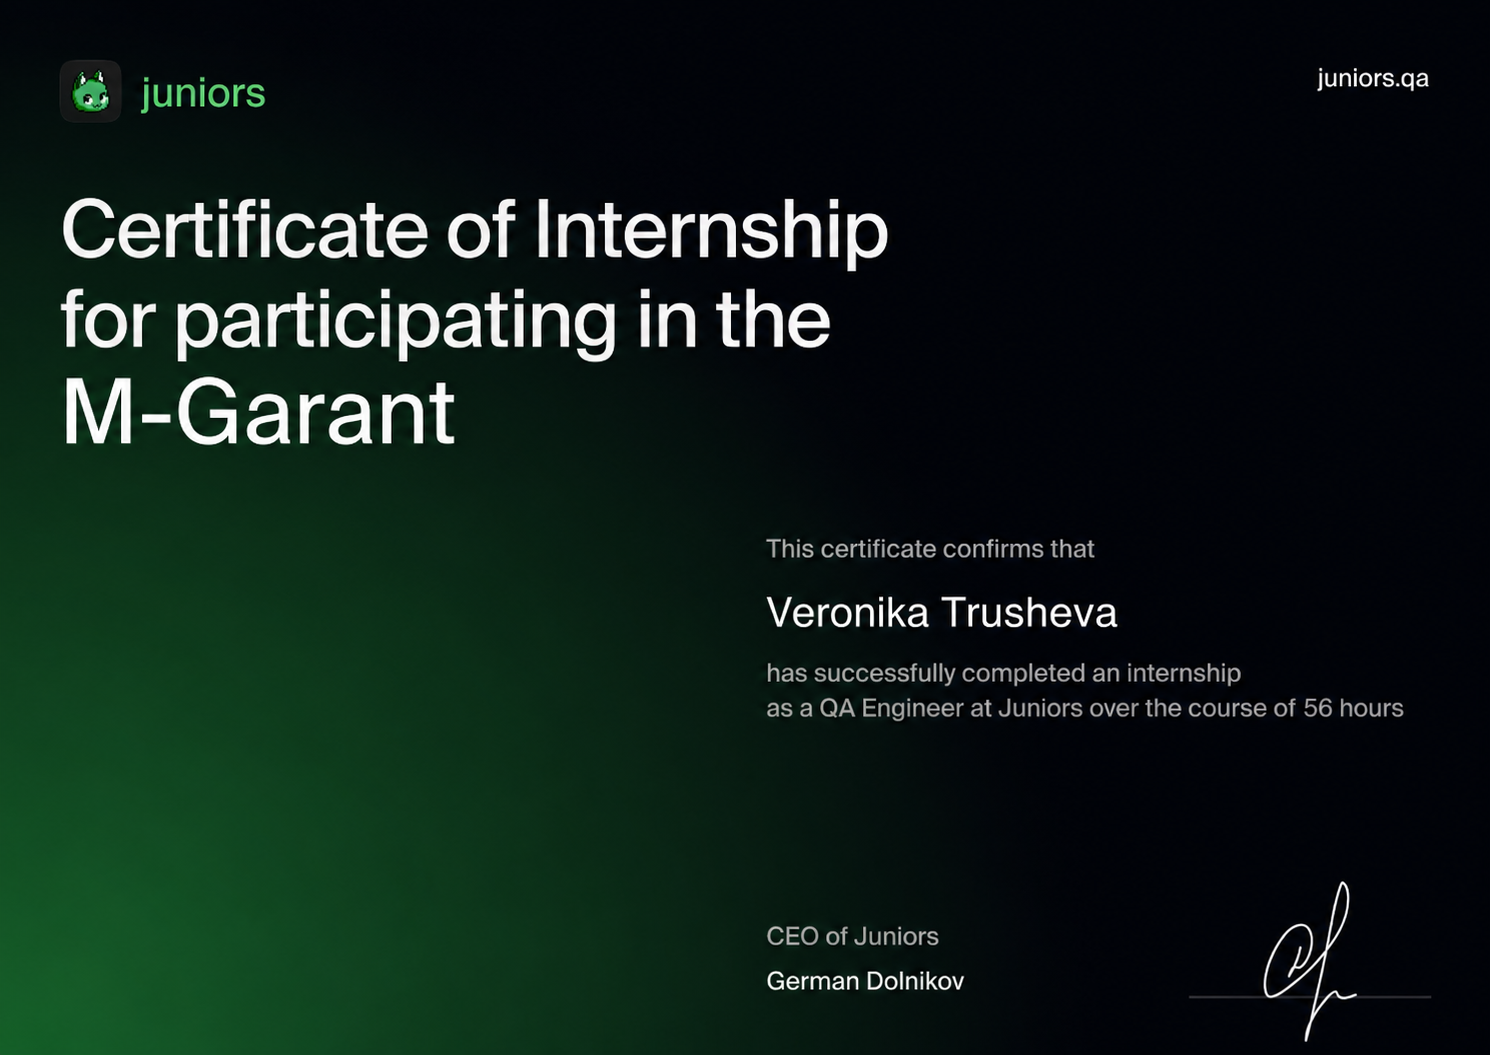 juniors
juniors.qa
Certificate of Internship
for participating in the
M-Garant
This certificate confirms that
Veronika Trusheva
has successfully completed an internship
as a QA Engineer at Juniors over the course of 56 hours
CEO of Juniors
German Dolnikov